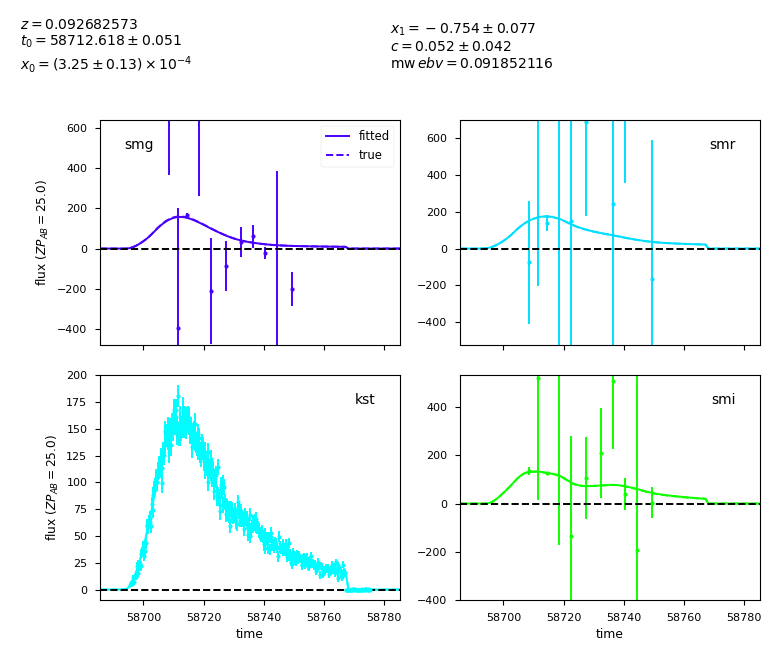 z = 0.092682573
t₀ = 58712.618 ± 0.051
x₀ = (3.25 ± 0.13) × 10⁻⁴
x₁ = −0.754 ± 0.077
c = 0.052 ± 0.042
mw ebv = 0.091852116
smg
fitted
true
600
400
200
0
−200
−400
flux (ZP_AB = 25.0)
smr
600
400
200
0
−200
−400
kst
200
175
150
125
100
75
50
25
0
flux (ZP_AB = 25.0)
58700 58720 58740 58760 58780
time
smi
400
200
0
−200
−400
58700 58720 58740 58760 58780
time